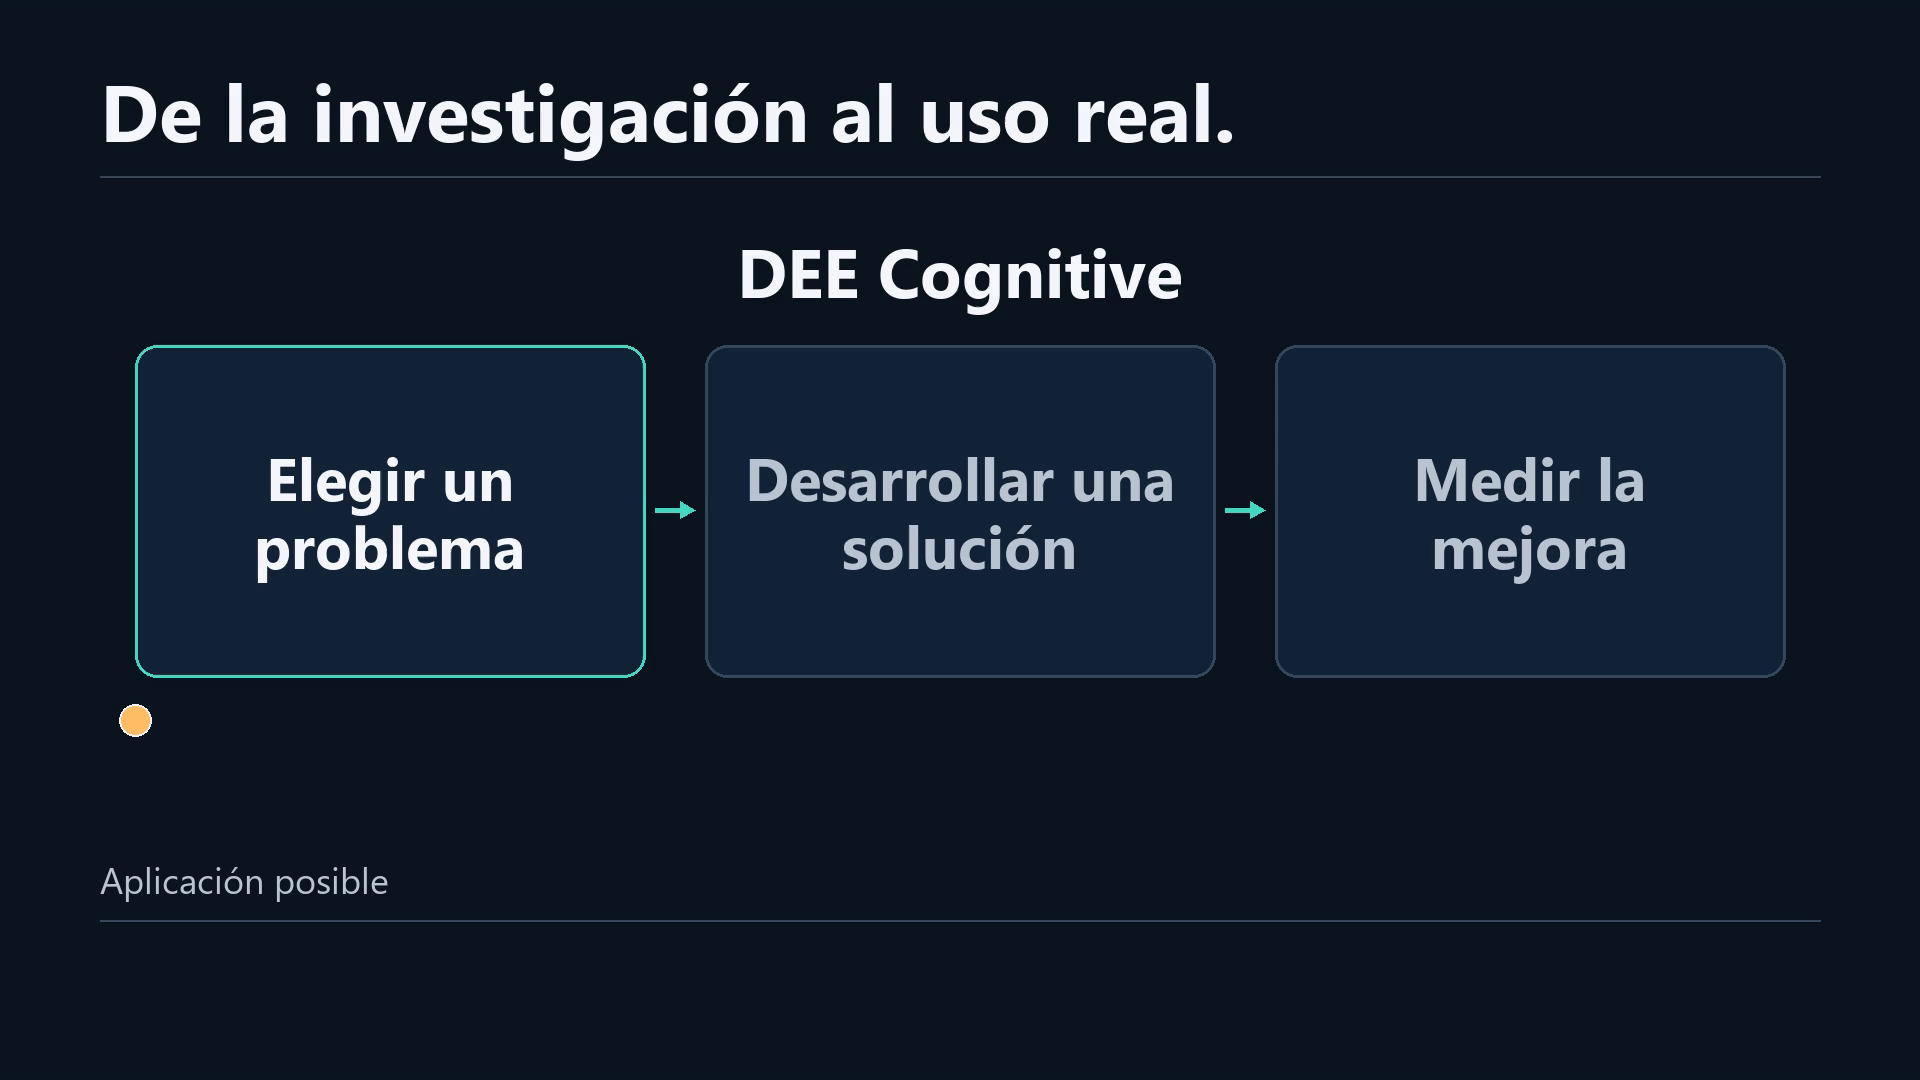 De la investigación al uso real.
DEE Cognitive
Elegir un
problema
Desarrollar una
solución
Medir la
mejora
Aplicación posible